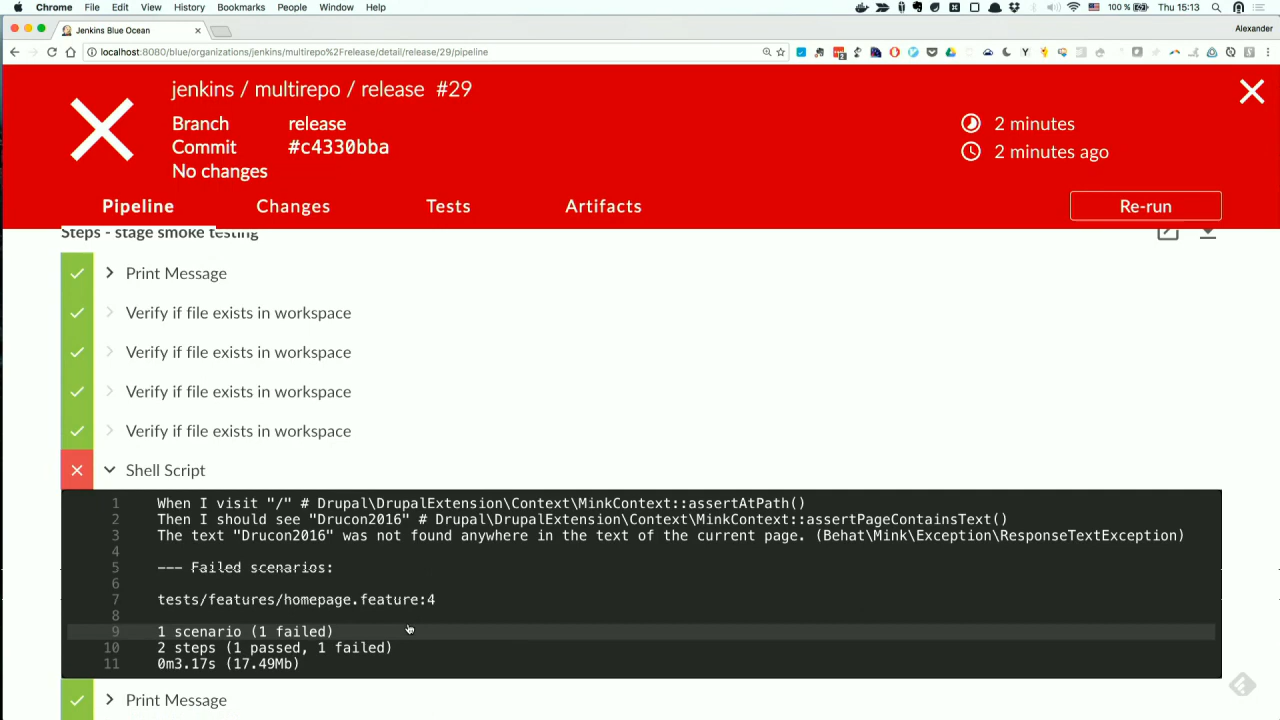 Chrome File Edit View History Bookmarks People Window Help 100 % Thu 15:13
Jenkins Blue Ocean Alexander
localhost:8080/blue/organizations/jenkins/multirepo%2Frelease/detail/release/29/pipeline
jenkins / multirepo / release #29
Branch release 2 minutes
Commit #c4330bba 2 minutes ago
No changes
Pipeline Changes Tests Artifacts Re-run
Steps - stage smoke testing
Print Message
Verify if file exists in workspace
Verify if file exists in workspace
Verify if file exists in workspace
Verify if file exists in workspace
Shell Script
1 When I visit "/" # Drupal\DrupalExtension\Context\MinkContext::assertAtPath()
2 Then I should see "Drucon2016" # Drupal\DrupalExtension\Context\MinkContext::assertPageContainsText()
3 The text "Drucon2016" was not found anywhere in the text of the current page. (Behat\Mink\Exception\ResponseTextException)
4
5 --- Failed scenarios:
6
7 tests/features/homepage.feature:4
8
9 1 scenario (1 failed)
10 2 steps (1 passed, 1 failed)
11 0m3.17s (17.49Mb)
Print Message